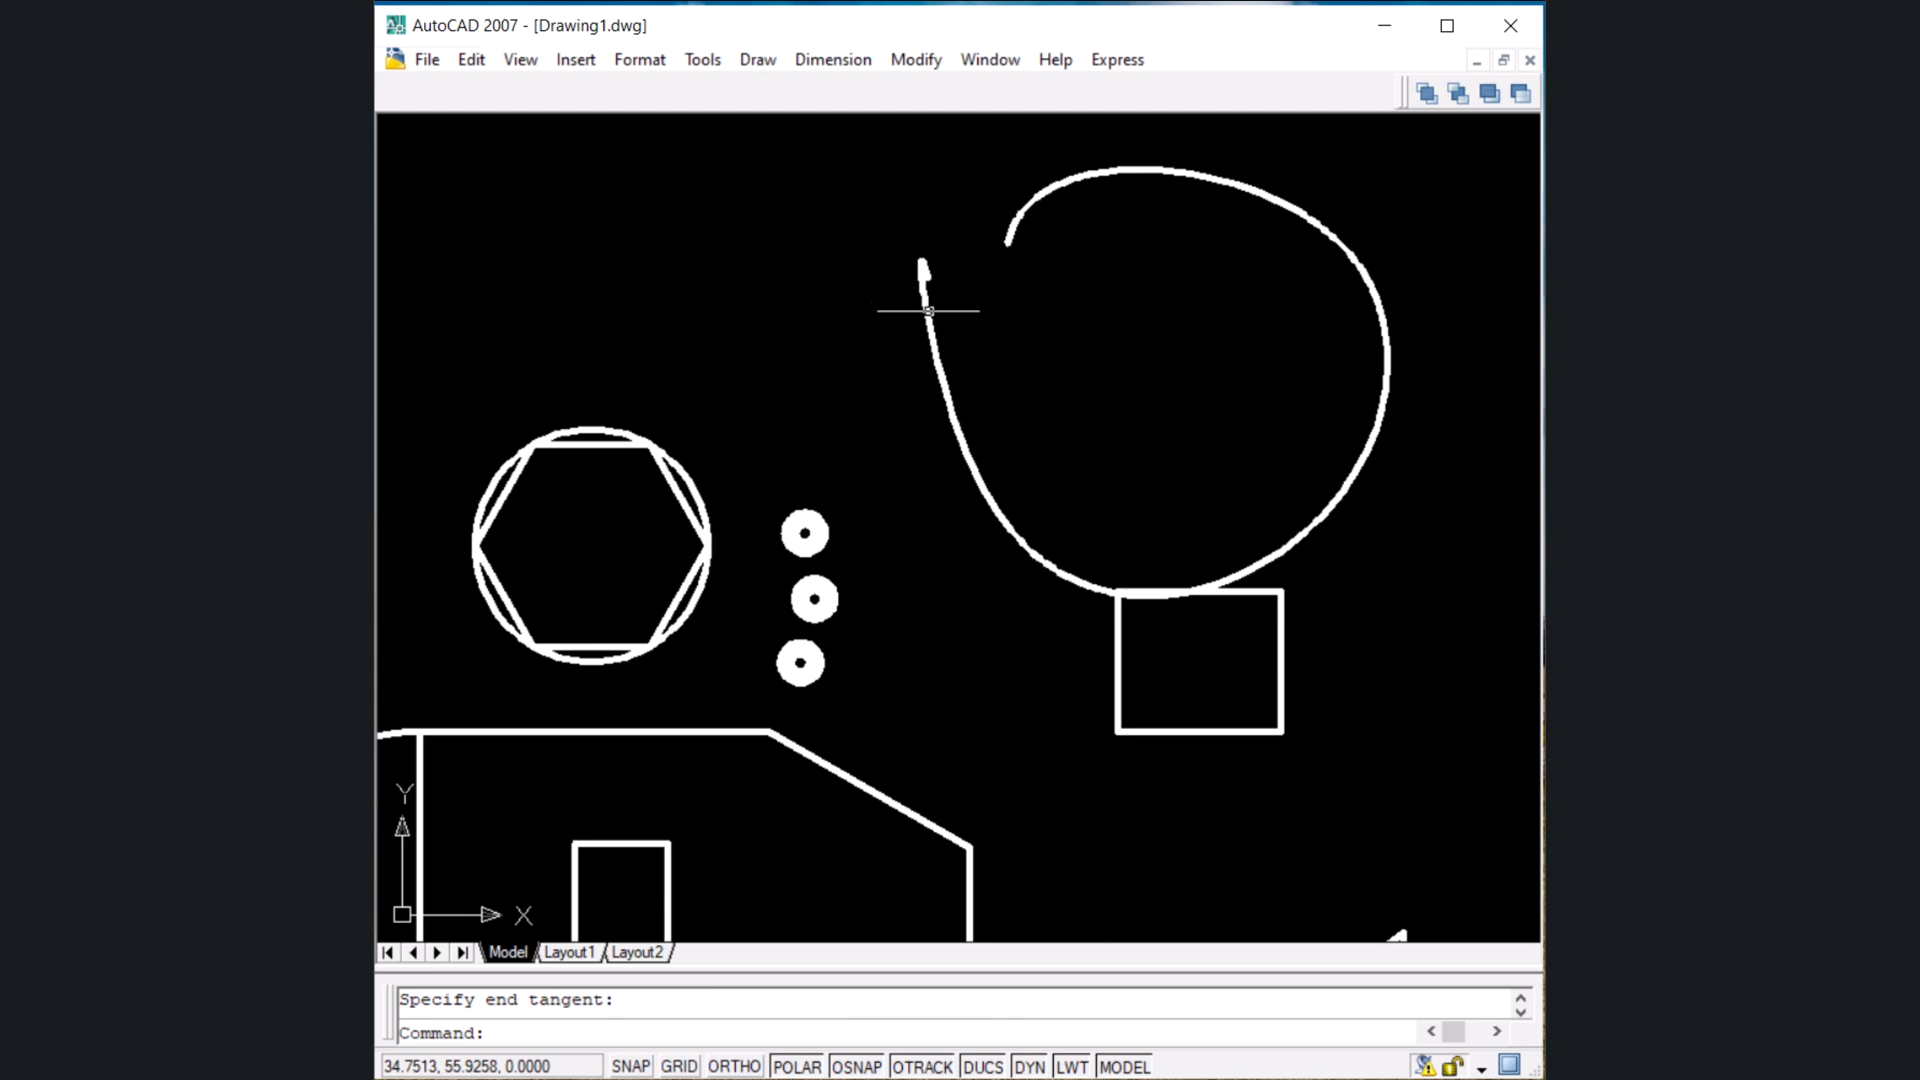 AutoCAD 2007 - [Drawing1.dwg]
File Edit View Insert Format Tools Draw Dimension Modify Window Help Express
Y
X
Model Layout1 Layout2
Specify end tangent:
Command:
34.7513, 55.9258, 0.0000 SNAP GRID ORTHO POLAR OSNAP OTRACK DUCS DYN LWT MODEL